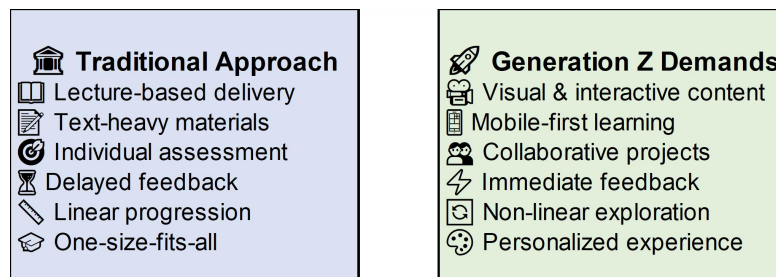 Traditional Approach
Lecture-based delivery
Text-heavy materials
Individual assessment
Delayed feedback
Linear progression
One-size-fits-all
Generation Z Demands
Visual & interactive content
Mobile-first learning
Collaborative projects
Immediate feedback
Non-linear exploration
Personalized experience